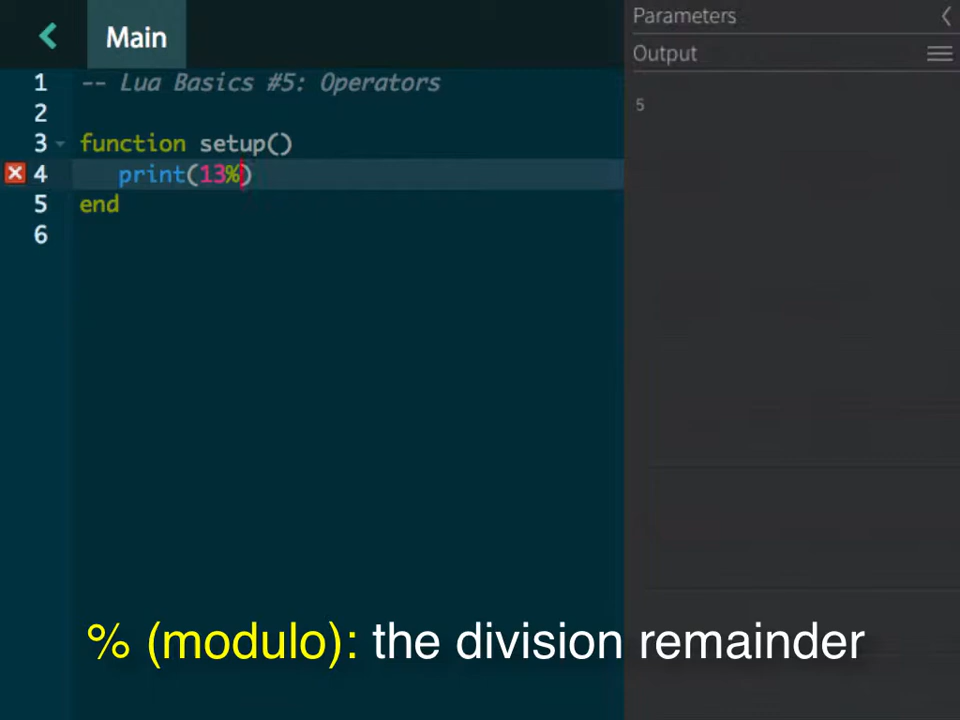 Main
Parameters
Output
5
1 -- Lua Basics #5: Operators
2
3 function setup()
4 print(13%)
5 end
6
% (modulo): the division remainder